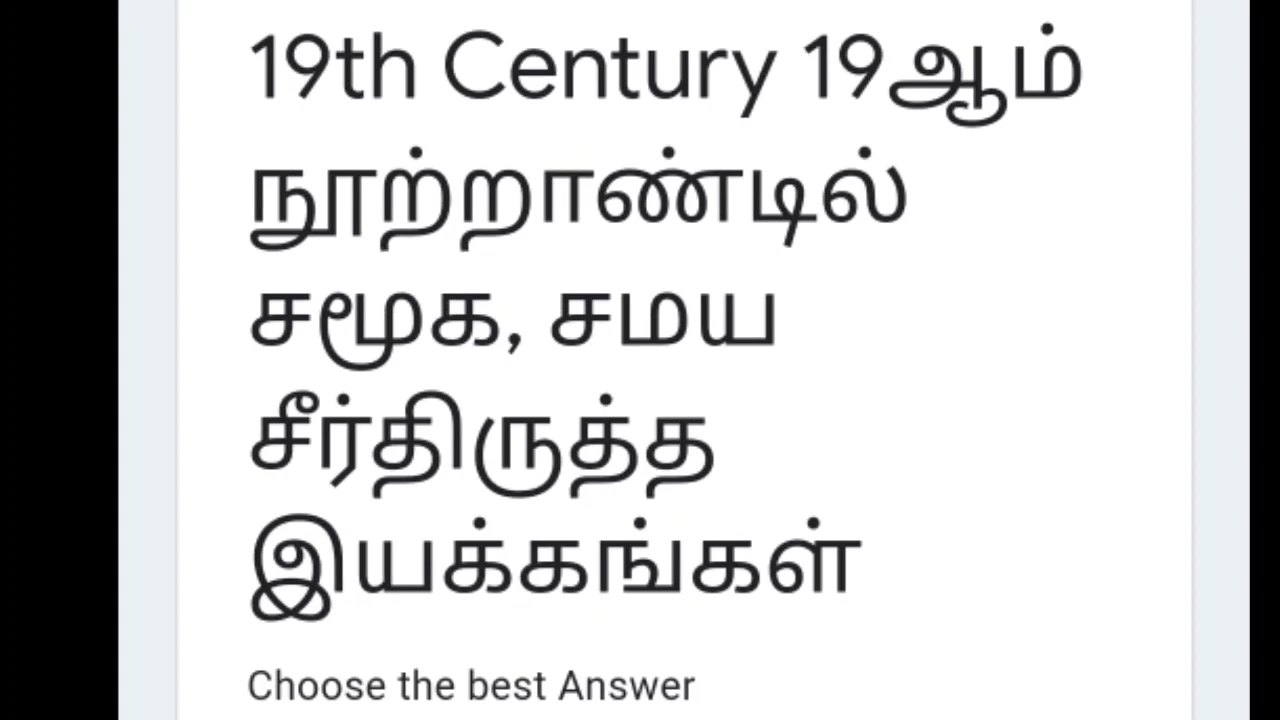 19th Century 19ஆம்
நூற்றாண்டில்
சமூக, சமய
சீர்திருத்த
இயக்கங்கள்
Choose the best Answer